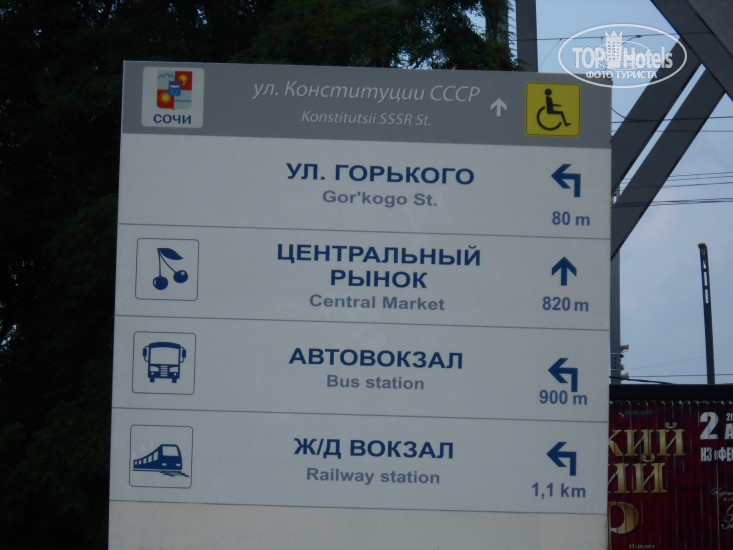 TOP Hotels
ФОТО ТУРИСТА
СОЧИ
ул. Конституции СССР
Konstitutsii SSSR St.
УЛ. ГОРЬКОГО
Gor'kogo St.
80 m
ЦЕНТРАЛЬНЫЙ
РЫНОК
Central Market
820 m
АВТОВОКЗАЛ
Bus station
900 m
Ж/Д ВОКЗАЛ
Railway station
1,1 km
2